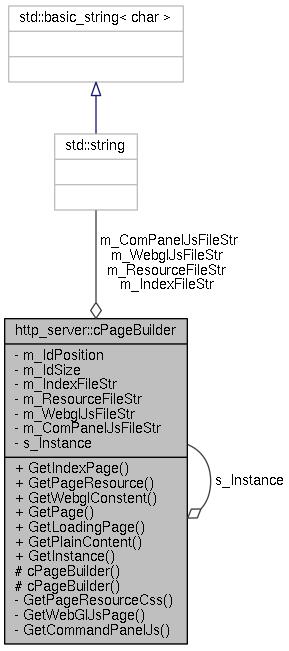 std::basic_string< char >
std::string
m_ComPanelJsFileStr
m_WebglJsFileStr
m_ResourceFileStr
m_IndexFileStr
http_server::cPageBuilder
- m_IdPosition
- m_IdSize
- m_IndexFileStr
- m_ResourceFileStr
- m_WebglJsFileStr
- m_ComPanelJsFileStr
- s_Instance
+ GetIndexPage()
+ GetPageResource()
+ GetWebglConstent()
+ GetPage()
+ GetLoadingPage()
+ GetPlainContent()
+ GetInstance()
# cPageBuilder()
# cPageBuilder()
- GetPageResourceCss()
- GetWebGlJsPage()
- GetCommandPanelJs()
s_Instance